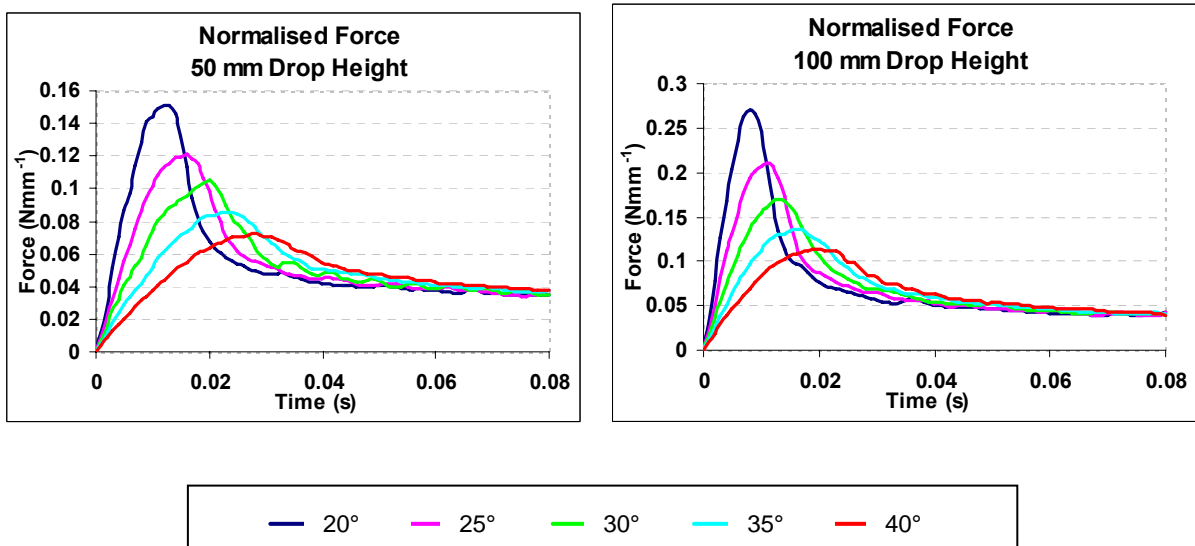 Normalised Force
50 mm Drop Height
0.16
0.14
0.12
0.1
0.08
0.06
0.04
0.02
0
Force (Nmm⁻¹)
0 0.02 0.04 0.06 0.08
Time (s)
Normalised Force
100 mm Drop Height
0.3
0.25
0.2
0.15
0.1
0.05
0
Force (Nmm⁻¹)
0 0.02 0.04 0.06 0.08
Time (s)
20° 25° 30° 35° 40°